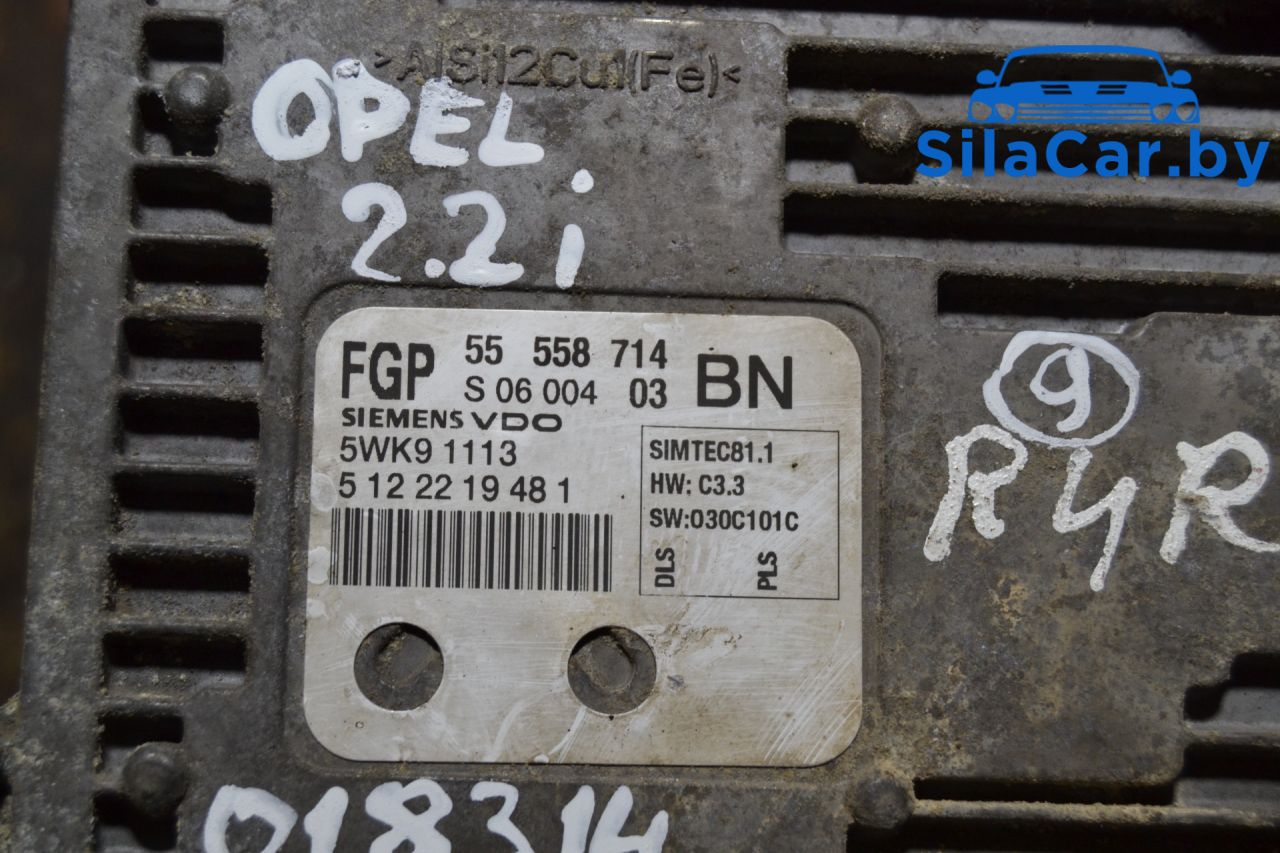 >AlSi12Cu1(Fe)<
SilaCar.by
OPEL
2.2i
FGP 55 558 714 BN
S 06 004 03
SIEMENS VDO
5WK9 1113
5 12 22 19 48 1
SIMTEC81.1
HW: C3.3
SW:030C101C
DLS PLS
9
R4R
018314